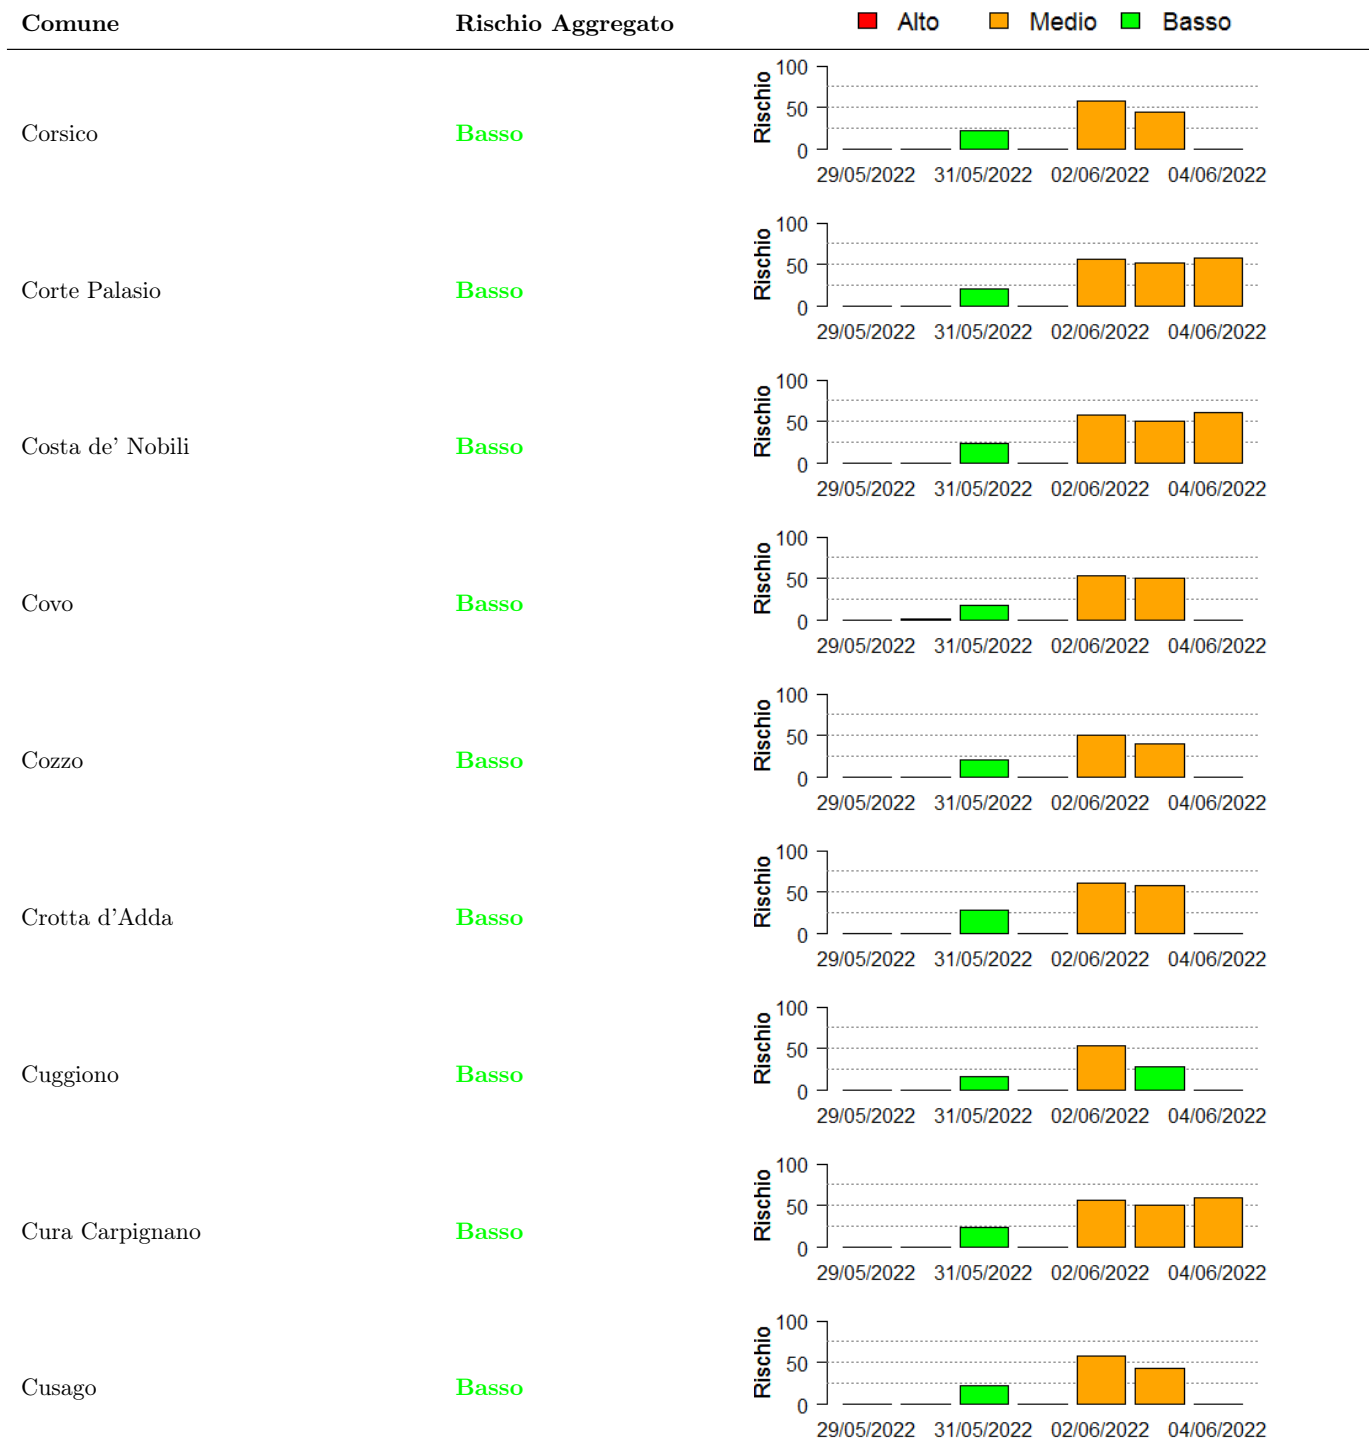 Comune Rischio Aggregato Alto Medio Basso
100
50
0
Rischio
Corsico Basso
29/05/2022 31/05/2022 02/06/2022 04/06/2022
100
50
0
Rischio
Corte Palasio Basso
29/05/2022 31/05/2022 02/06/2022 04/06/2022
100
50
0
Rischio
Costa de' Nobili Basso
29/05/2022 31/05/2022 02/06/2022 04/06/2022
100
50
0
Rischio
Covo Basso
29/05/2022 31/05/2022 02/06/2022 04/06/2022
100
50
0
Rischio
Cozzo Basso
29/05/2022 31/05/2022 02/06/2022 04/06/2022
100
50
0
Rischio
Crotta d'Adda Basso
29/05/2022 31/05/2022 02/06/2022 04/06/2022
100
50
0
Rischio
Cuggiono Basso
29/05/2022 31/05/2022 02/06/2022 04/06/2022
100
50
0
Rischio
Cura Carpignano Basso
29/05/2022 31/05/2022 02/06/2022 04/06/2022
100
50
0
Rischio
Cusago Basso
29/05/2022 31/05/2022 02/06/2022 04/06/2022